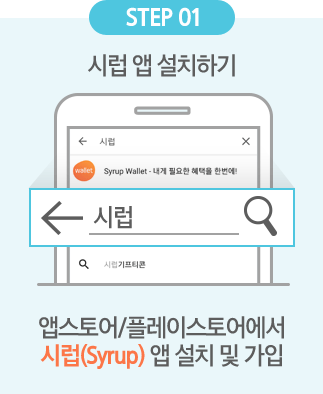 STEP 01
시럽 앱 설치하기
← 시럽 ×
wallet Syrup Wallet - 내게 필요한 혜택을 한번에!
시럽
시럽기프티콘
앱스토어/플레이스토어에서
시럽(Syrup) 앱 설치 및 가입